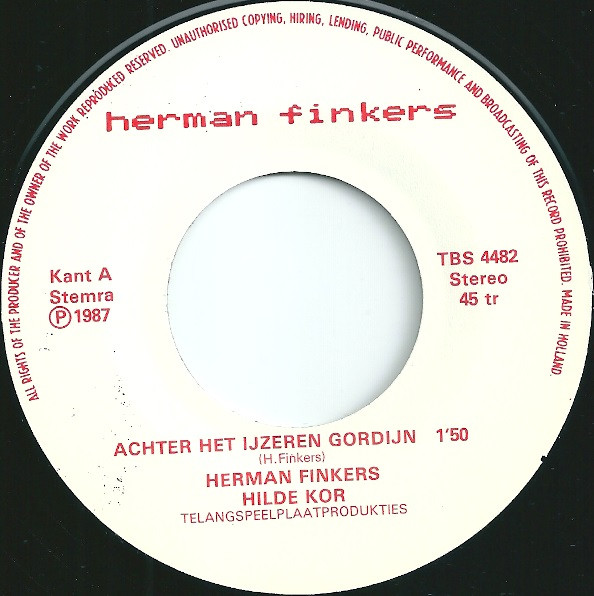 ALL RIGHTS OF THE PRODUCER AND OF THE OWNER OF THE WORK REPRODUCED RESERVED. UNAUTHORISED COPYING, HIRING, LENDING, PUBLIC PERFORMANCE AND BROADCASTING OF THIS RECORD PROHIBITED. MADE IN HOLLAND.
herman finkers
Kant A
Stemra
Ⓟ 1987
TBS 4482
Stereo
45 tr
ACHTER HET IJZEREN GORDIJN 1'50
(H.Finkers)
HERMAN FINKERS
HILDE KOR
TELANGSPEELPLAATPRODUKTIES